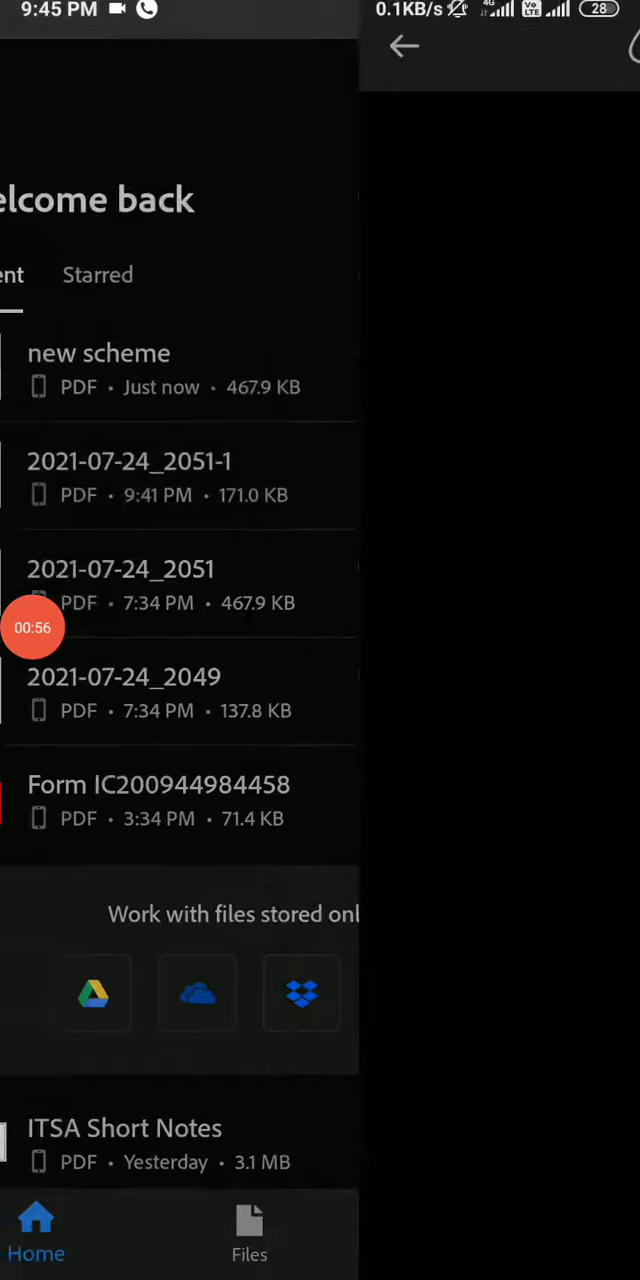 9:45 PM
0.1KB/s 4G Vo LTE 28
elcome back
ent Starred
new scheme
PDF • Just now • 467.9 KB
2021-07-24_2051-1
PDF • 9:41 PM • 171.0 KB
2021-07-24_2051
PDF • 7:34 PM • 467.9 KB
00:56
2021-07-24_2049
PDF • 7:34 PM • 137.8 KB
Form IC200944984458
PDF • 3:34 PM • 71.4 KB
Work with files stored onl
ITSA Short Notes
PDF • Yesterday • 3.1 MB
Home Files